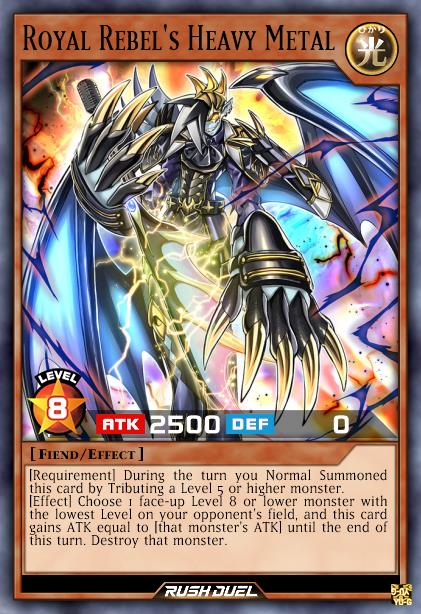 ROYAL REBEL'S HEAVY METAL
ひかり
光
LEVEL
8
ATK 2500 DEF 0
[ FIEND/EFFECT ]
[Requirement] During the turn you Normal Summoned
this card by Tributing a Level 5 or higher monster.
[Effect] Choose 1 face-up Level 8 or lower monster with
the lowest Level on your opponent's field, and this card
gains ATK equal to [that monster's ATK] until the end of
this turn. Destroy that monster.
RUSH DUEL